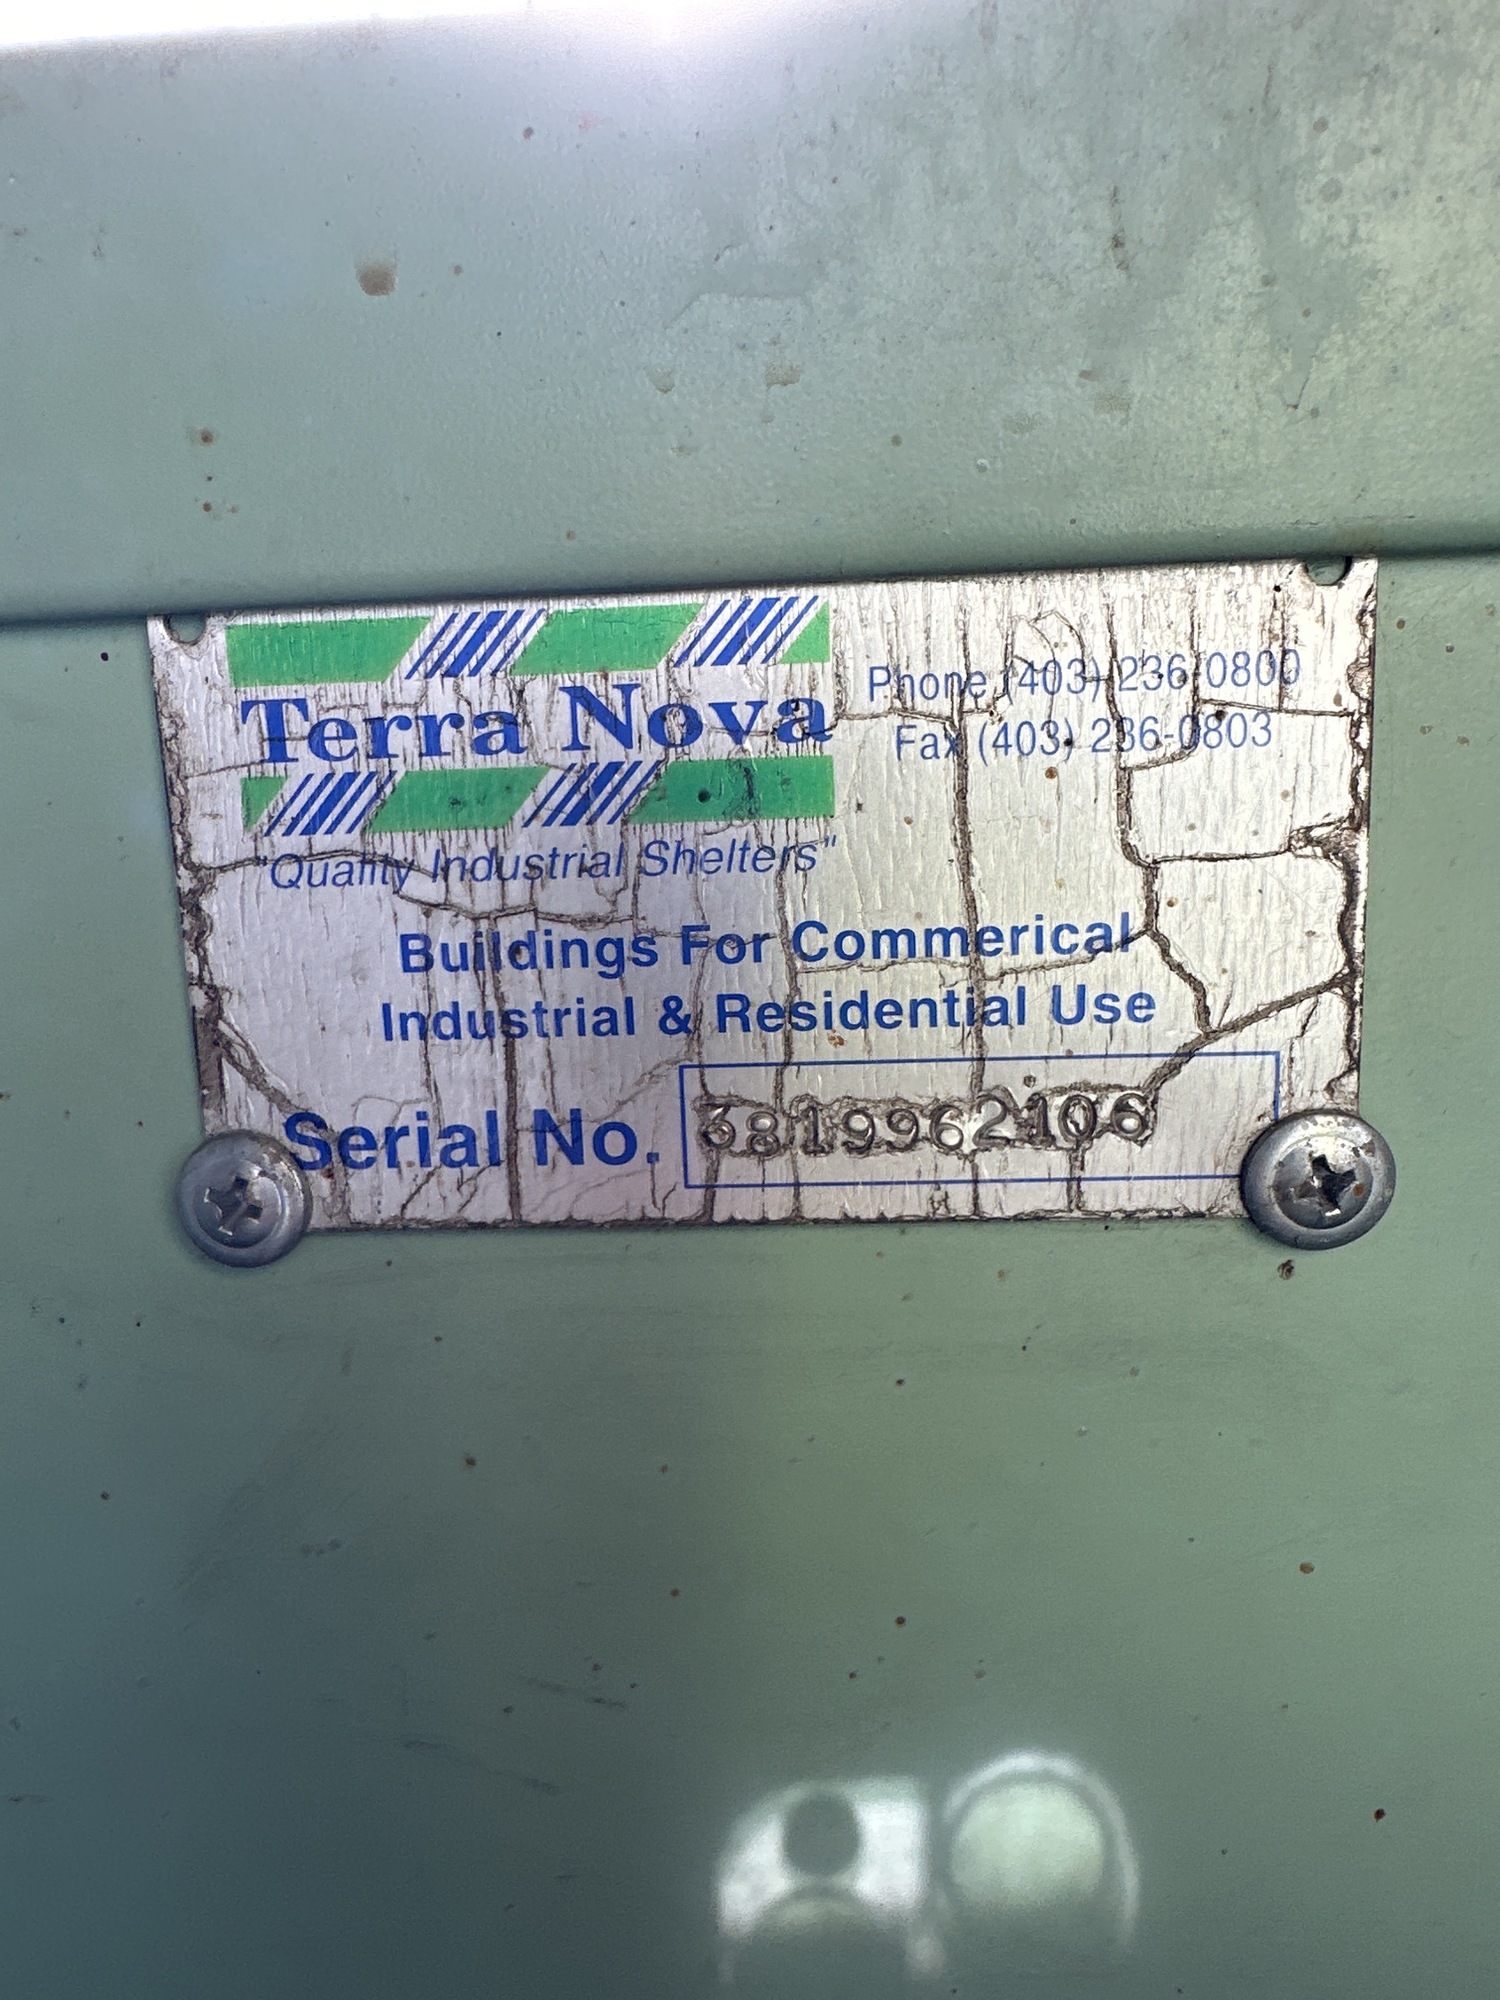 Terra Nova
"Quality Industrial Shelters"
Phone (403) 236-0800
Fax (403) 236-0803
Buildings For Commerical
Industrial & Residential Use
Serial No. 3819962106